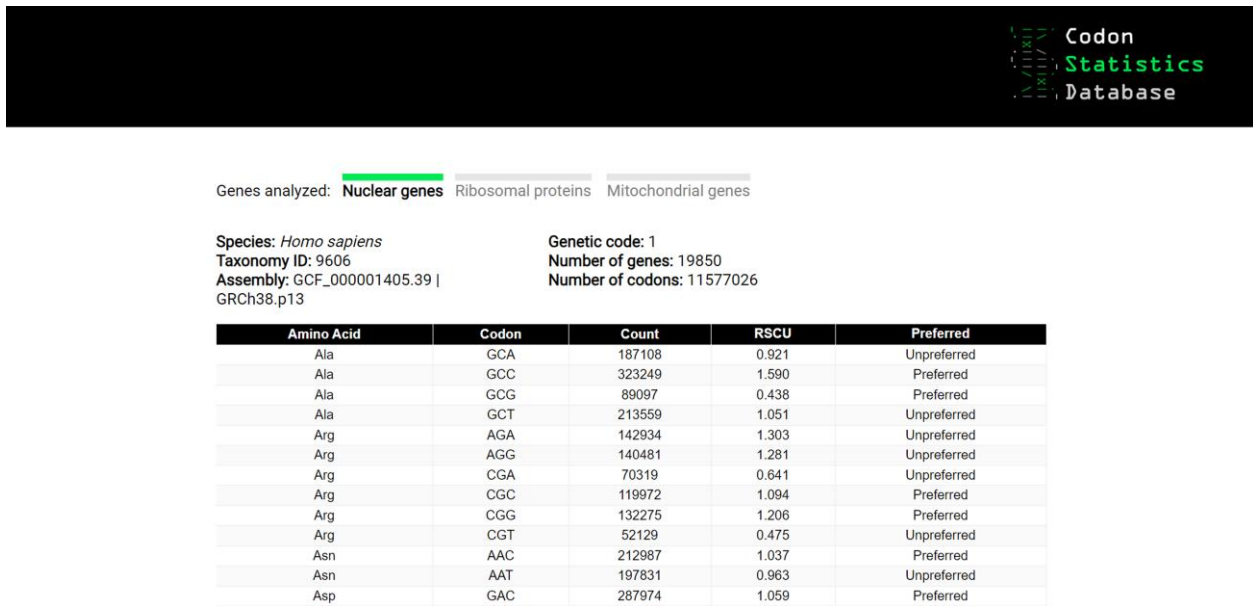 Codon
Statistics
Database
Genes analyzed: Nuclear genes Ribosomal proteins Mitochondrial genes
Species: Homo sapiens
Taxonomy ID: 9606
Assembly: GCF_000001405.39 |
GRCh38.p13
Genetic code: 1
Number of genes: 19850
Number of codons: 11577026
Amino Acid Codon Count RSCU Preferred
Ala GCA 187108 0.921 Unpreferred
Ala GCC 323249 1.590 Preferred
Ala GCG 89097 0.438 Preferred
Ala GCT 213559 1.051 Unpreferred
Arg AGA 142934 1.303 Unpreferred
Arg AGG 140481 1.281 Unpreferred
Arg CGA 70319 0.641 Unpreferred
Arg CGC 119972 1.094 Preferred
Arg CGG 132275 1.206 Preferred
Arg CGT 52129 0.475 Unpreferred
Asn AAC 212987 1.037 Preferred
Asn AAT 197831 0.963 Unpreferred
Asp GAC 287974 1.059 Preferred